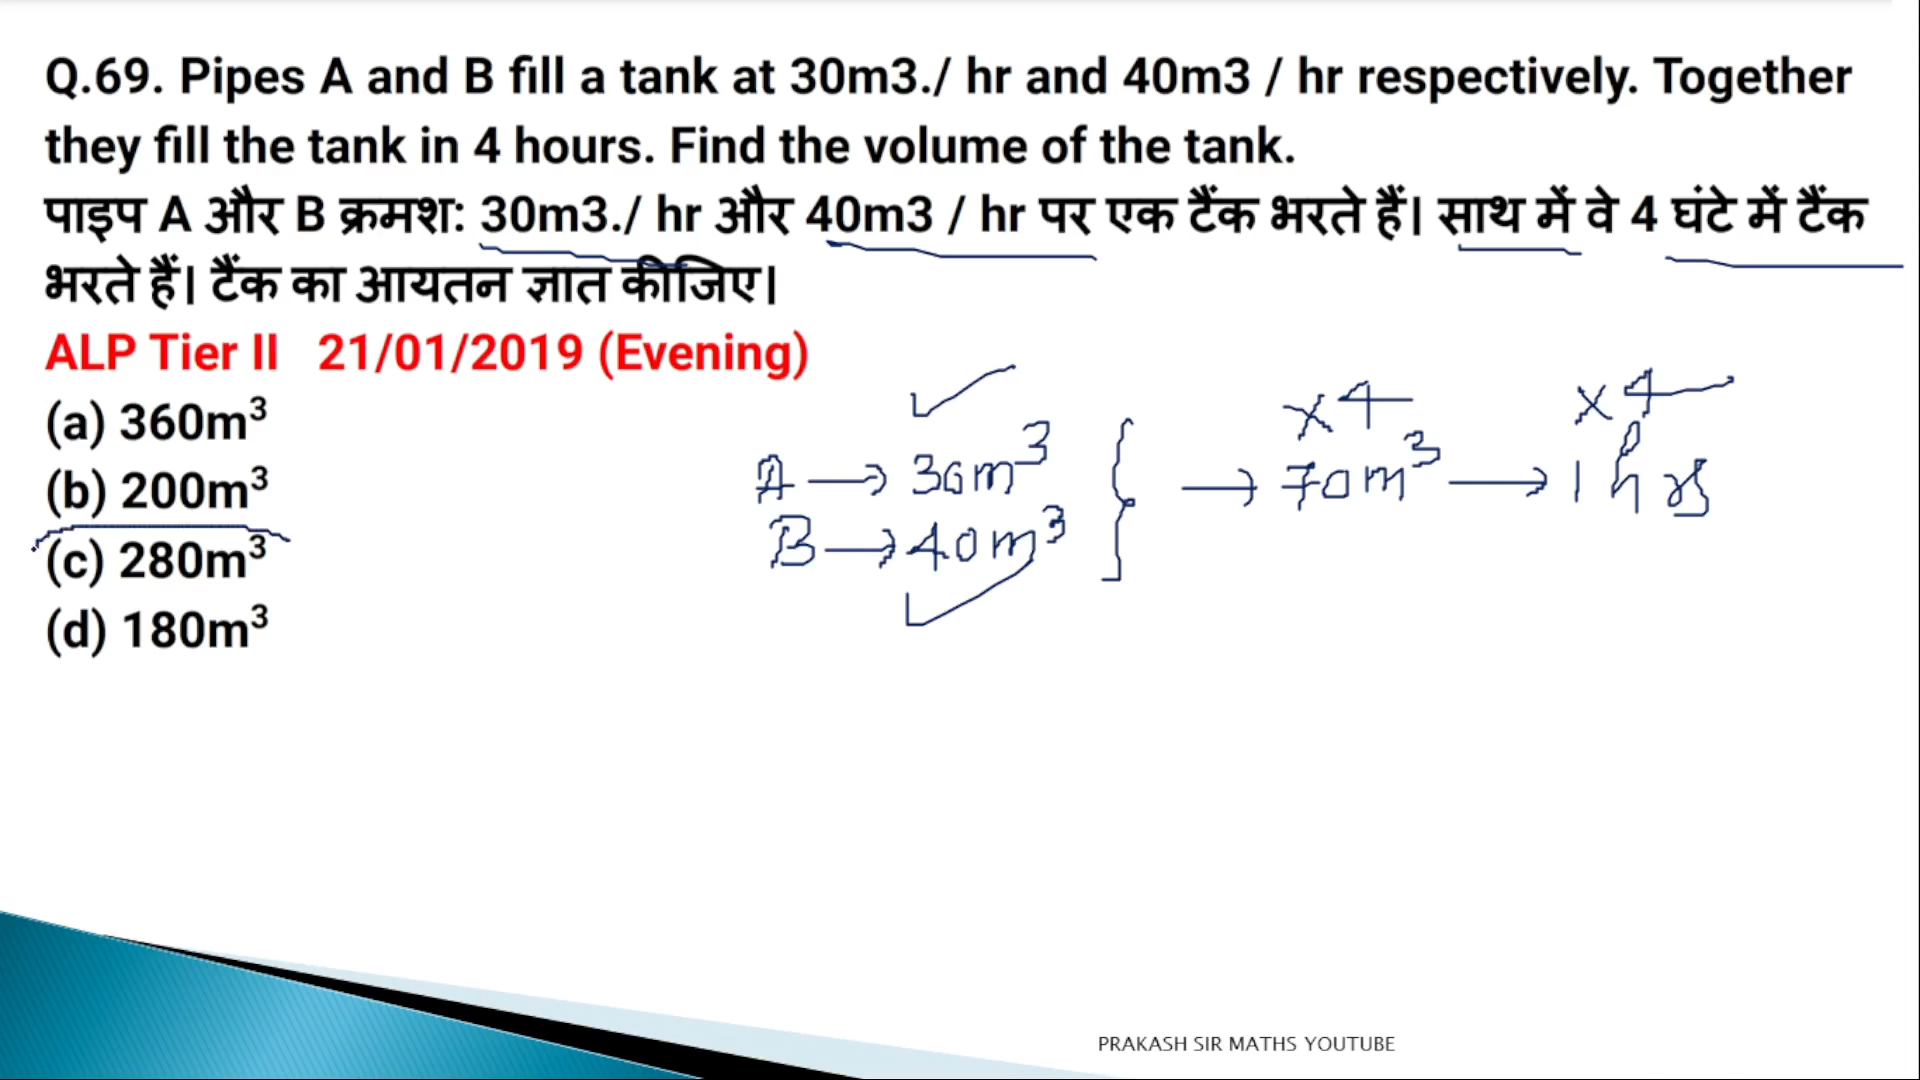 Q.69. Pipes A and B fill a tank at 30m3./ hr and 40m3 / hr respectively. Together
they fill the tank in 4 hours. Find the volume of the tank.
पाइप A और B क्रमश: 30m3./ hr और 40m3 / hr पर एक टैंक भरते हैं। साथ में वे 4 घंटे में टैंक
भरते हैं। टैंक का आयतन ज्ञात कीजिए।
ALP Tier II 21/01/2019 (Evening)
(a) 360m³
(b) 200m³
(c) 280m³
(d) 180m³
×4 ×4
A → 30m³ } → 70m³ → 1 hrs
B → 40m³
PRAKASH SIR MATHS YOUTUBE